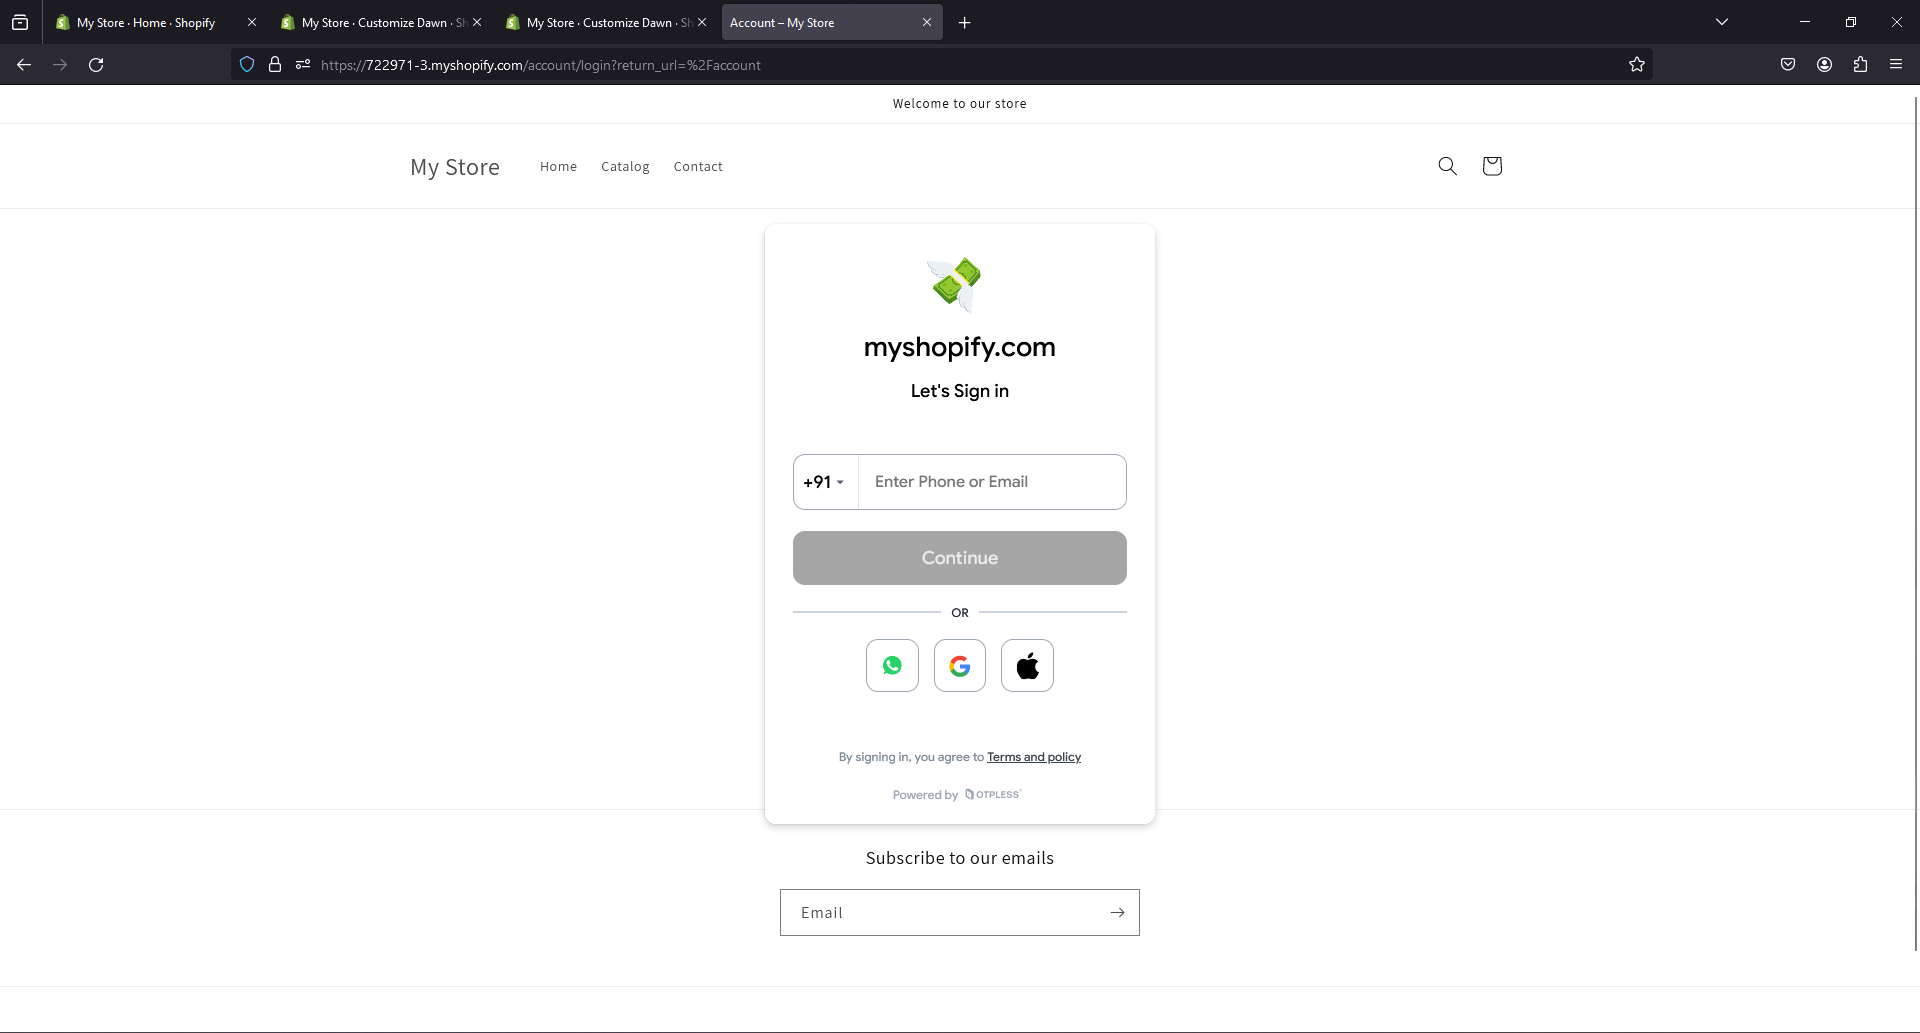 My Store · Home · Shopify
My Store · Customize Dawn · Sh
My Store · Customize Dawn · Sh
Account – My Store
https://722971-3.myshopify.com/account/login?return_url=%2Faccount
Welcome to our store
My Store
Home
Catalog
Contact
myshopify.com
Let's Sign in
+91
Enter Phone or Email
Continue
OR
By signing in, you agree to Terms and policy
Powered by OTPLESS
Subscribe to our emails
Email